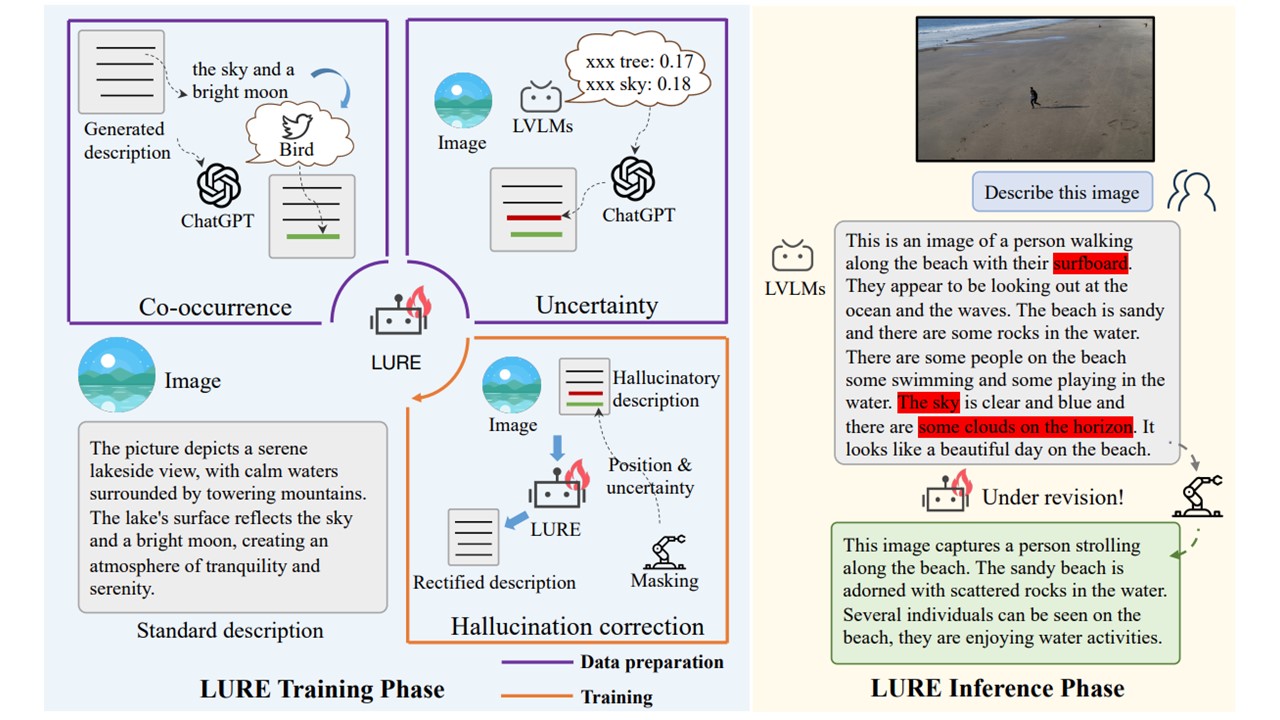 the sky and a
bright moon
Generated
description
Bird
ChatGPT
Co-occurrence
xxx tree: 0.17
xxx sky: 0.18
LVLMs
Image
ChatGPT
Uncertainty
LURE
Image
The picture depicts a serene
lakeside view, with calm waters
surrounded by towering mountains.
The lake's surface reflects the sky
and a bright moon, creating an
atmosphere of tranquility and
serenity.
Standard description
Image
Hallucinatory
description
Position &
uncertainty
LURE
Rectified description
Masking
Hallucination correction
Data preparation
Training
LURE Training Phase
Describe this image
LVLMs
This is an image of a person walking
along the beach with their surfboard.
They appear to be looking out at the
ocean and the waves. The beach is sandy
and there are some rocks in the water.
There are some people on the beach
some swimming and some playing in the
water. The sky is clear and blue and
there are some clouds on the horizon. It
looks like a beautiful day on the beach.
Under revision!
This image captures a person strolling
along the beach. The sandy beach is
adorned with scattered rocks in the water.
Several individuals can be seen on the
beach, they are enjoying water activities.
LURE Inference Phase